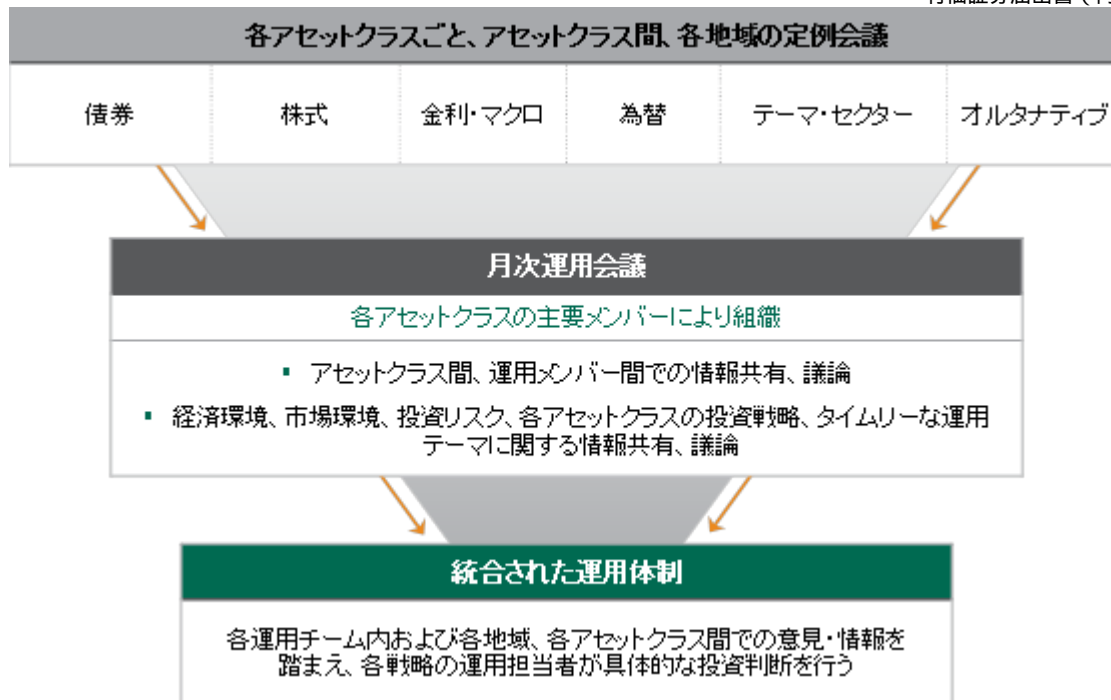 各アセットクラスごと、アセットクラス間、各地域の定例会議
債券 株式 金利・マクロ 為替 テーマ・セクター オルタナティブ
月次運用会議
各アセットクラスの主要メンバーにより組織
▪ アセットクラス間、運用メンバー間での情報共有、議論
▪ 経済環境、市場環境、投資リスク、各アセットクラスの投資戦略、タイムリーな運用
テーマに関する情報共有、議論
統合された運用体制
各運用チーム内および各地域、各アセットクラス間での意見・情報を
踏まえ、各戦略の運用担当者が具体的な投資判断を行う